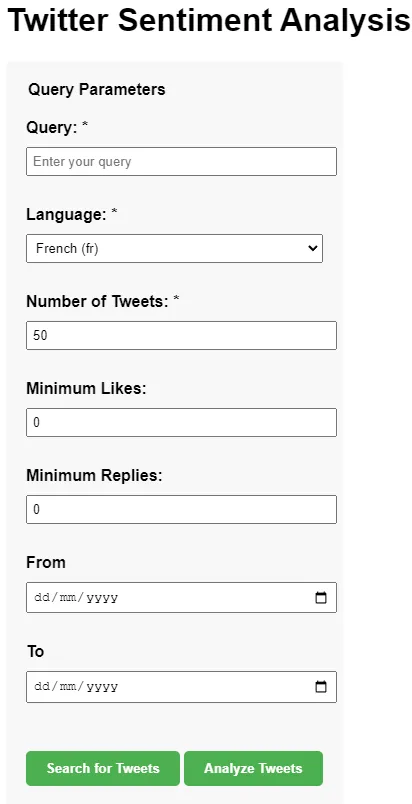 Twitter Sentiment Analysis
Query Parameters
Query: *
Enter your query
Language: *
French (fr)
Number of Tweets: *
50
Minimum Likes:
0
Minimum Replies:
0
From
dd/mm/yyyy
To
dd/mm/yyyy
Search for Tweets Analyze Tweets